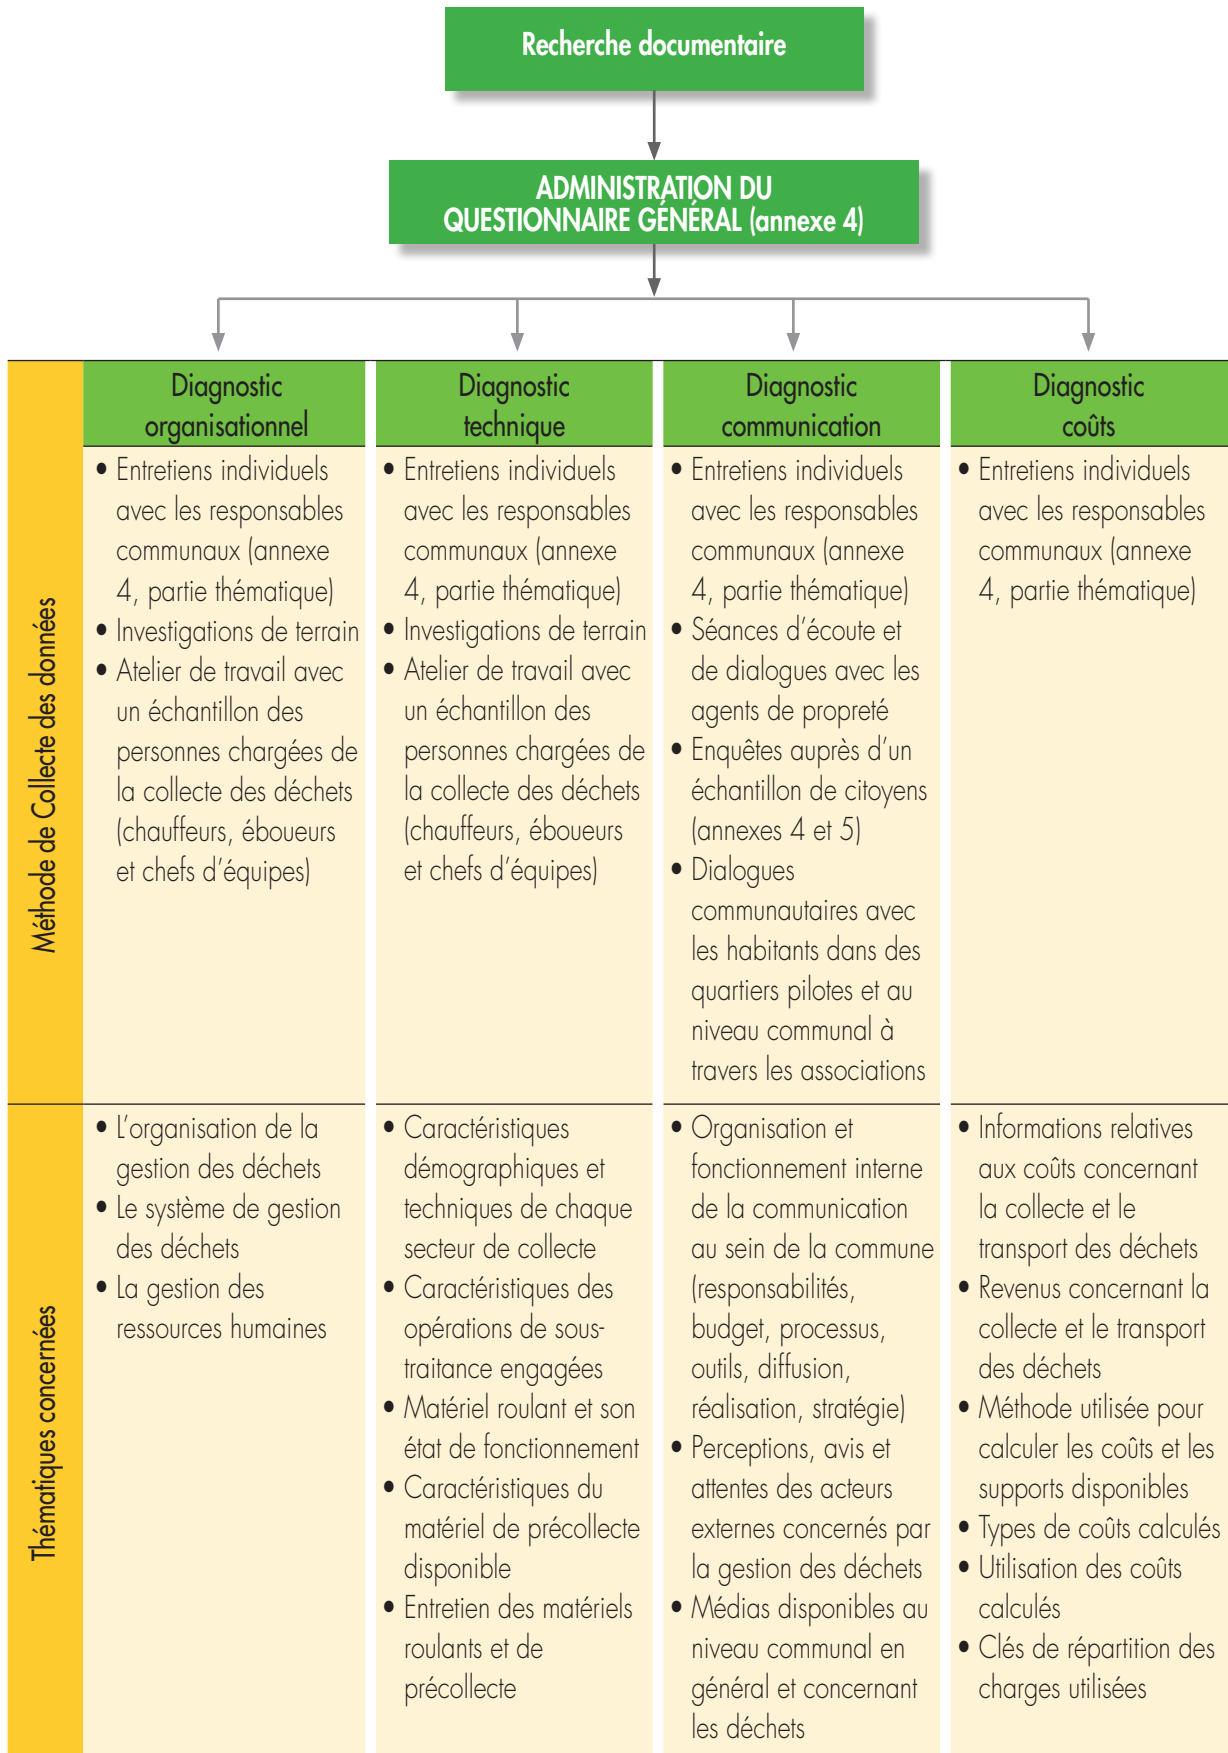 Recherche documentaire
ADMINISTRATION DU
QUESTIONNAIRE GÉNÉRAL (annexe 4)
Diagnostic
organisationnel
Diagnostic
technique
Diagnostic
communication
Diagnostic
coûts
Méthode de Collecte des données
• Entretiens individuels
avec les responsables
communaux (annexe
4, partie thématique)
• Investigations de terrain
• Atelier de travail avec
un échantillon des
personnes chargées de
la collecte des déchets
(chauffeurs, éboueurs
et chefs d'équipes)
• Entretiens individuels
avec les responsables
communaux (annexe
4, partie thématique)
• Investigations de terrain
• Atelier de travail avec
un échantillon des
personnes chargées de
la collecte des déchets
(chauffeurs, éboueurs
et chefs d'équipes)
• Entretiens individuels
avec les responsables
communaux (annexe
4, partie thématique)
• Séances d'écoute et
de dialogues avec les
agents de propreté
• Enquêtes auprès d'un
échantillon de citoyens
(annexes 4 et 5)
• Dialogues
communautaires avec
les habitants dans des
quartiers pilotes et au
niveau communal à
travers les associations
• Entretiens individuels
avec les responsables
communaux (annexe
4, partie thématique)
Thématiques concernées
• L'organisation de la
gestion des déchets
• Le système de gestion
des déchets
• La gestion des
ressources humaines
• Caractéristiques
démographiques et
techniques de chaque
secteur de collecte
• Caractéristiques des
opérations de sous-
traitance engagées
• Matériel roulant et son
état de fonctionnement
• Caractéristiques du
matériel de précollecte
disponible
• Entretien des matériels
roulants et de
précollecte
• Organisation et
fonctionnement interne
de la communication
au sein de la commune
(responsabilités,
budget, processus,
outils, diffusion,
réalisation, stratégie)
• Perceptions, avis et
attentes des acteurs
externes concernés par
la gestion des déchets
• Médias disponibles au
niveau communal en
général et concernant
les déchets
• Informations relatives
aux coûts concernant
la collecte et le
transport des déchets
• Revenus concernant la
collecte et le transport
des déchets
• Méthode utilisée pour
calculer les coûts et les
supports disponibles
• Types de coûts calculés
• Utilisation des coûts
calculés
• Clés de répartition des
charges utilisées